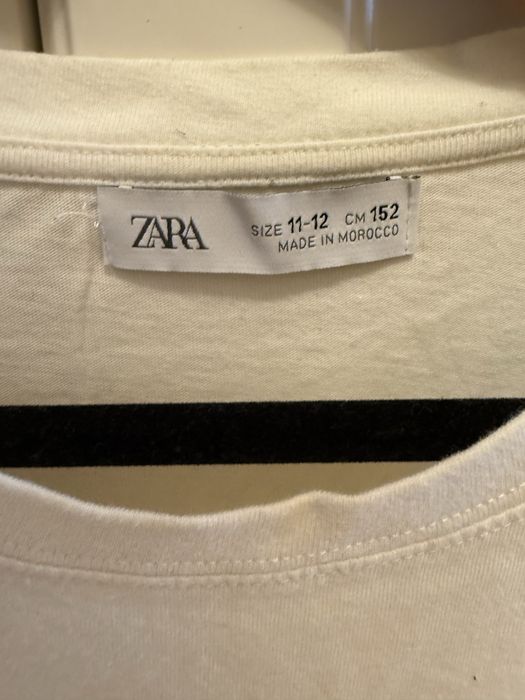 ZARA
SIZE 11-12 CM 152
MADE IN MOROCCO